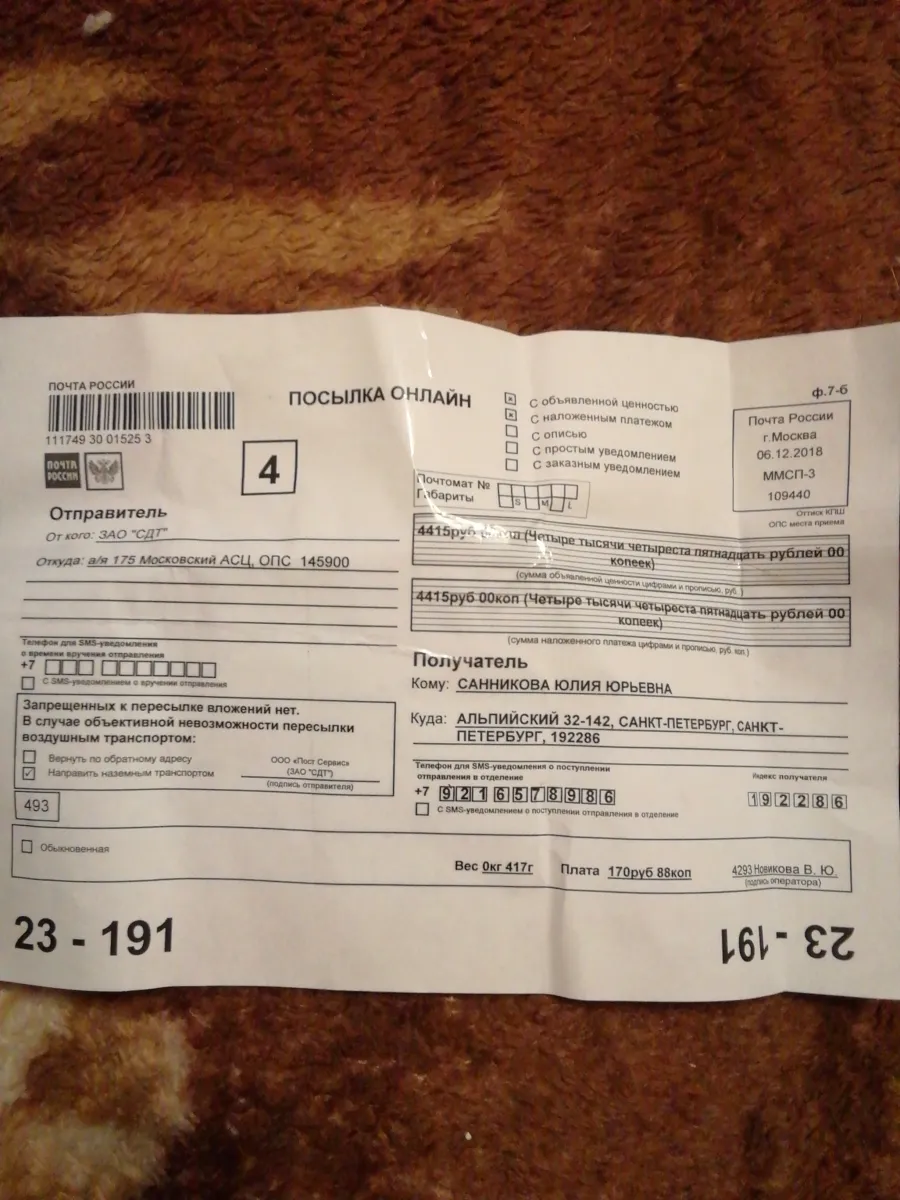 ПОЧТА РОССИИ
111749 30 01525 3
ПОЧТА
РОССИИ
4
ПОСЫЛКА ОНЛАЙН
С объявленной ценностью
С наложенным платежом
С описью
С простым уведомлением
С заказным уведомлением
ф.7-б
Почта России
г.Москва
06.12.2018
ММСП-3
109440
Оттиск КПШ
ОПС места приема
Почтомат №
Габариты
S M L
Отправитель
От кого: ЗАО "СДТ"
Откуда: а/я 175 Московский АСЦ, ОПС 145900
Телефон для SMS-уведомления
о времени вручения отправления
+7
С SMS-уведомлением о вручении отправления
Запрещенных к пересылке вложений нет.
В случае объективной невозможности пересылки
воздушным транспортом:
Вернуть по обратному адресу
Направить наземным транспортом
ООО «Пост Сервис»
(ЗАО "СДТ")
(подпись отправителя)
493
4415руб (Четыре тысячи четыреста пятнадцать рублей 00
копеек)
(сумма объявленной ценности цифрами и прописью, руб.)
4415руб 00коп (Четыре тысячи четыреста пятнадцать рублей 00
копеек)
(сумма наложенного платежа цифрами и прописью, руб. коп.)
Получатель
Кому: САННИКОВА ЮЛИЯ ЮРЬЕВНА
Куда: АЛЬПИЙСКИЙ 32-142, САНКТ-ПЕТЕРБУРГ, САНКТ-
ПЕТЕРБУРГ, 192286
Телефон для SMS-уведомления о поступлении
отправления в отделение
+7 9216578986
С SMS-уведомлением о поступлении отправления в отделение
Индекс получателя
192286
Обыкновенная
Вес 0кг 417г
Плата 170руб 88коп
4293 Новикова В. Ю.
(подпись оператора)
23 - 191
23 - 191